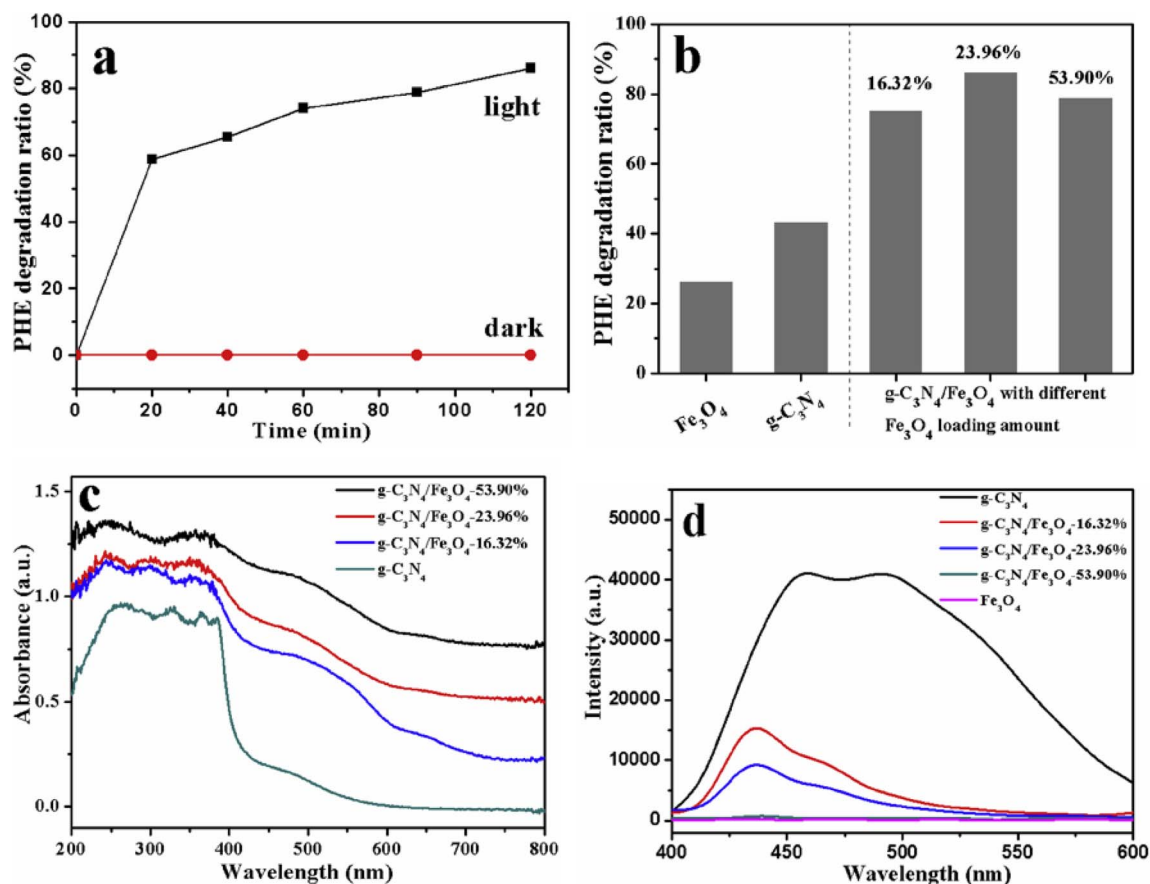 a
100
80
60
40
20
0
PHE degradation ratio (%)
light
dark
0 20 40 60 80 100 120
Time (min)
b
100
80
60
40
20
0
PHE degradation ratio (%)
16.32%
23.96%
53.90%
Fe₃O₄
g-C₃N₄
g-C₃N₄/Fe₃O₄ with different
Fe₃O₄ loading amount
c
1.5
1.0
0.5
0.0
Absorbance (a.u.)
g-C₃N₄/Fe₃O₄-53.90%
g-C₃N₄/Fe₃O₄-23.96%
g-C₃N₄/Fe₃O₄-16.32%
g-C₃N₄
200 300 400 500 600 700 800
Wavelength (nm)
d
50000
40000
30000
20000
10000
0
Intensity (a.u.)
g-C₃N₄
g-C₃N₄/Fe₃O₄-16.32%
g-C₃N₄/Fe₃O₄-23.96%
g-C₃N₄/Fe₃O₄-53.90%
Fe₃O₄
400 450 500 550 600
Wavelength (nm)